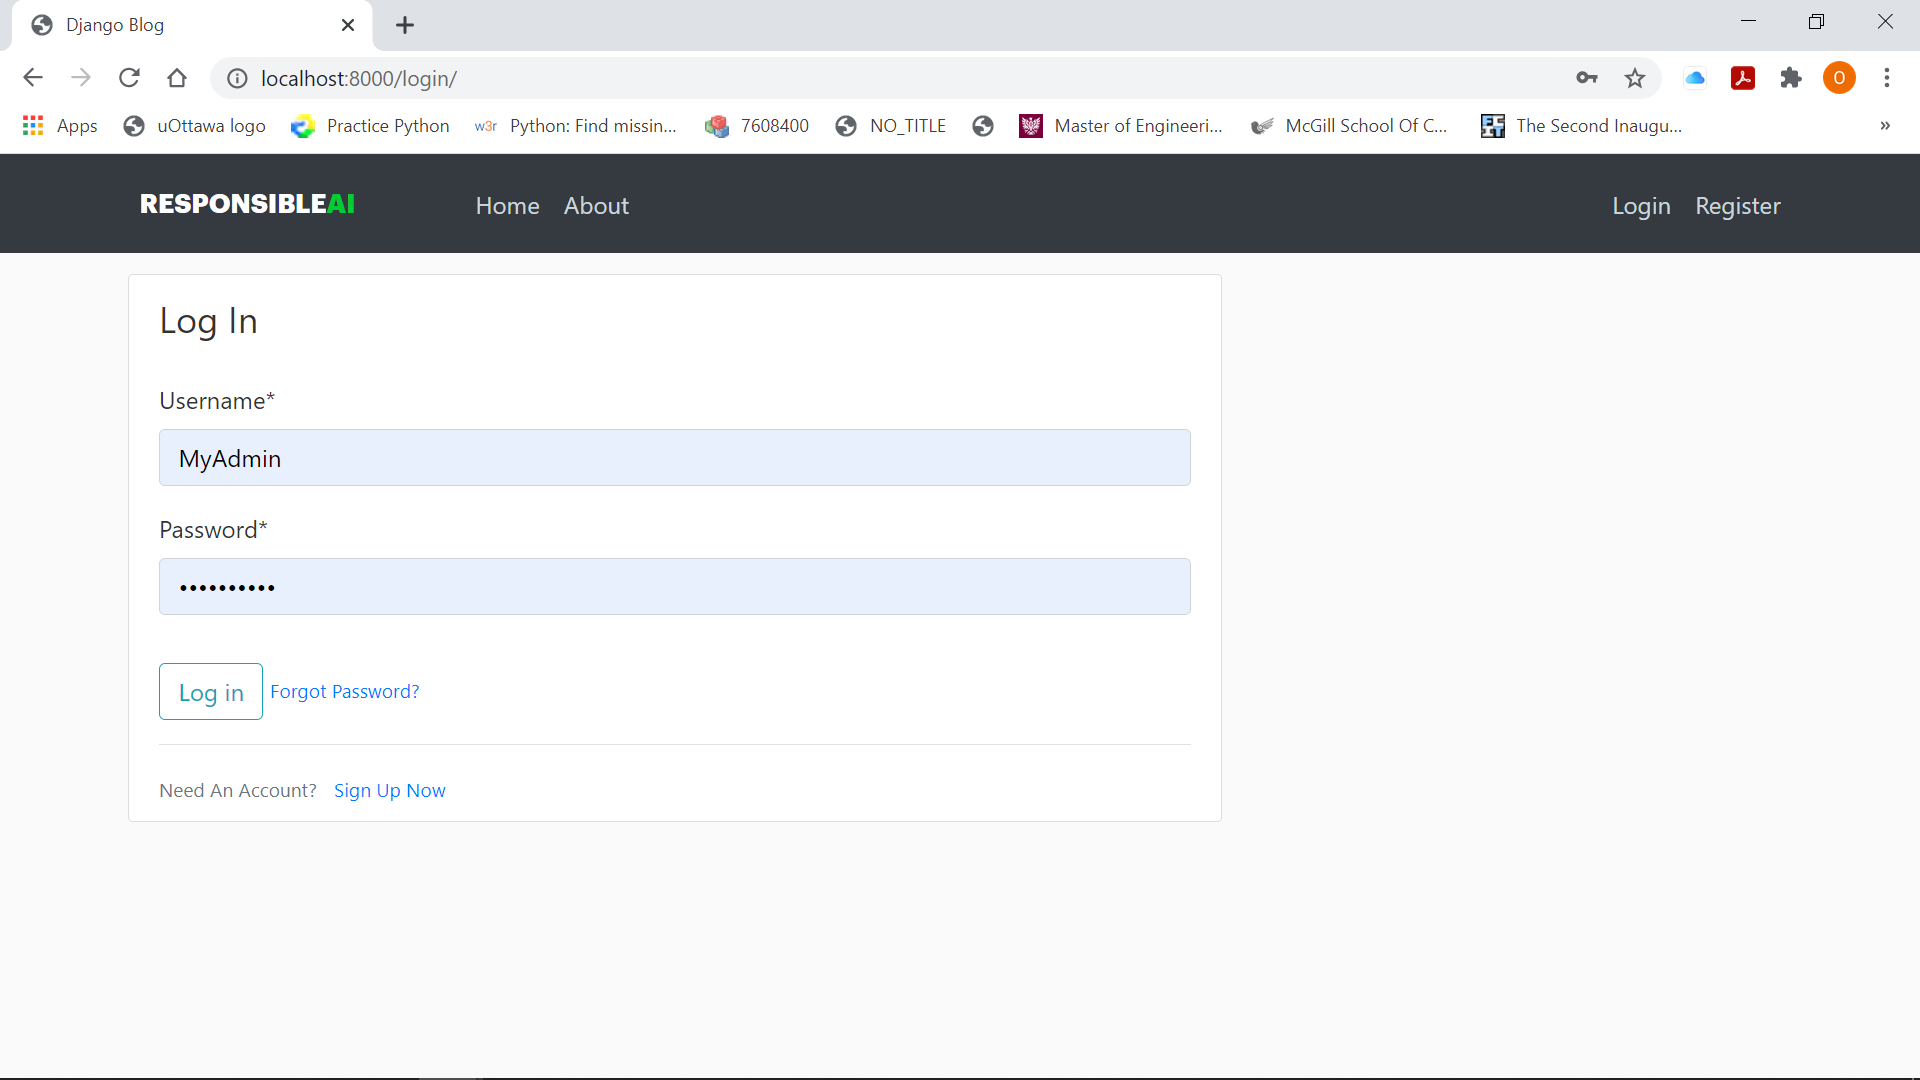 Django Blog
localhost:8000/login/
O
Apps
uOttawa logo
Practice Python
w3r Python: Find missin...
7608400
NO_TITLE
Master of Engineeri...
McGill School Of C...
The Second Inaugu...
»
RESPONSIBLEAI
Home
About
Login
Register
Log In
Username*
MyAdmin
Password*
••••••••••
Log in
Forgot Password?
Need An Account? Sign Up Now